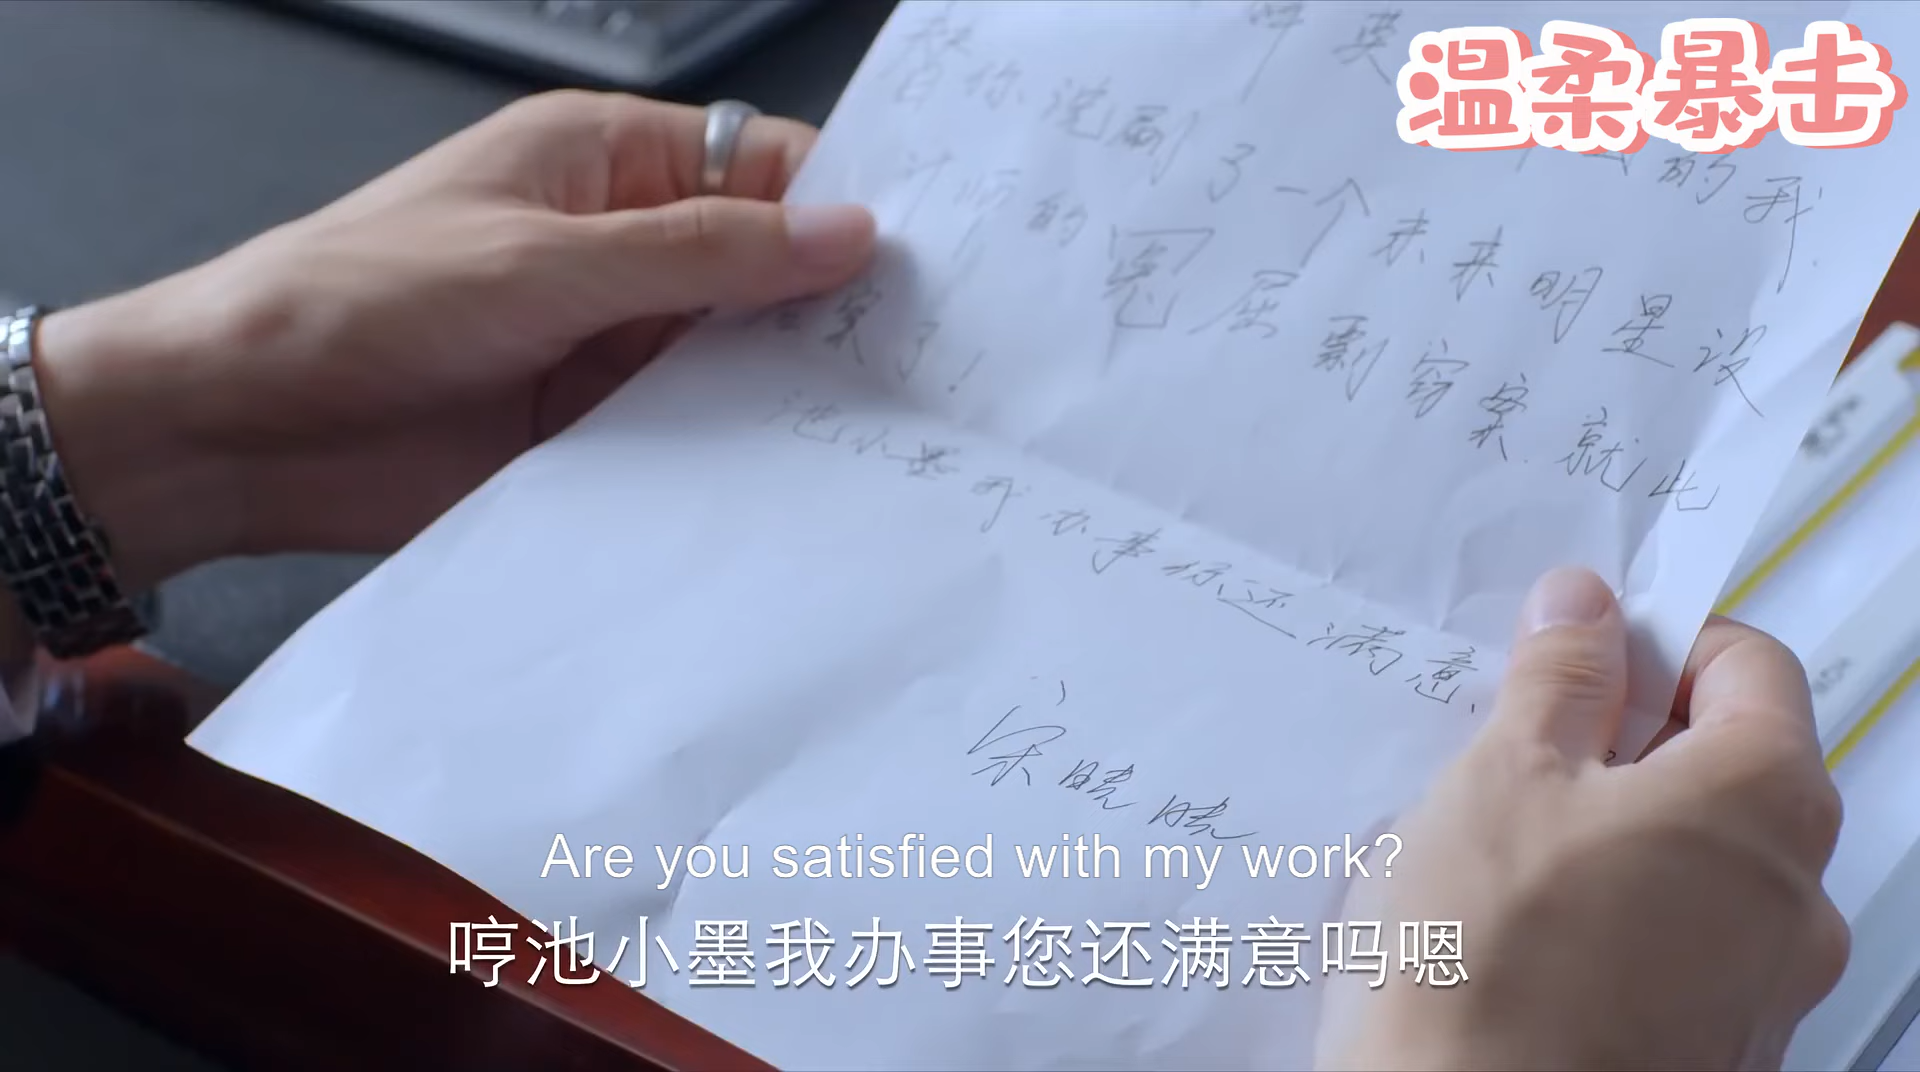 温柔暴击
的我
替你洗刷了一个未来明星设
计师的冤屈剽窃案就此
结案了!
池小墨我办事你还满意
宋晓晓
Are you satisfied with my work?
哼池小墨我办事您还满意吗嗯